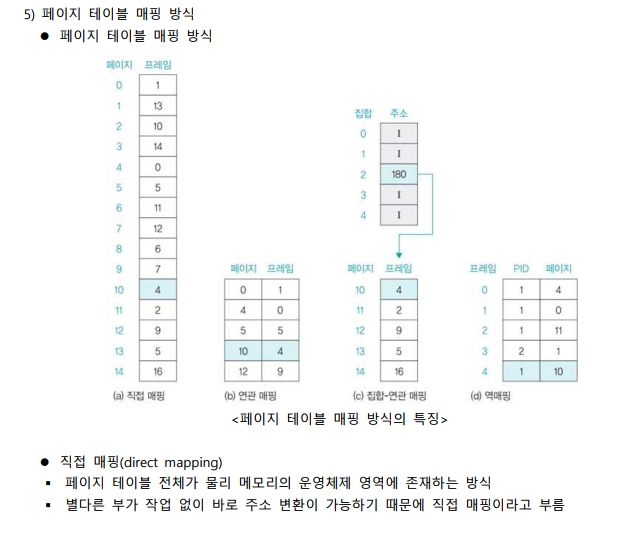 5) 페이지 테이블 매핑 방식
● 페이지 테이블 매핑 방식
페이지 프레임
0 1
1 13
2 10
3 14
4 0
5 5
6 11
7 12
8 6
9 7
10 4
11 2
12 9
13 5
14 16
(a) 직접 매핑
페이지 프레임
0 1
4 0
5 5
10 4
12 9
(b) 연관 매핑
집합 주소
0 I
1 I
2 180
3 I
4 I
페이지 프레임
10 4
11 2
12 9
13 5
14 16
(c) 집합-연관 매핑
프레임 PID 페이지
0 1 4
1 1 0
2 1 11
3 2 1
4 1 10
(d) 역매핑
<페이지 테이블 매핑 방식의 특징>
● 직접 매핑(direct mapping)
▪ 페이지 테이블 전체가 물리 메모리의 운영체제 영역에 존재하는 방식
▪ 별다른 부가 작업 없이 바로 주소 변환이 가능하기 때문에 직접 매핑이라고 부름